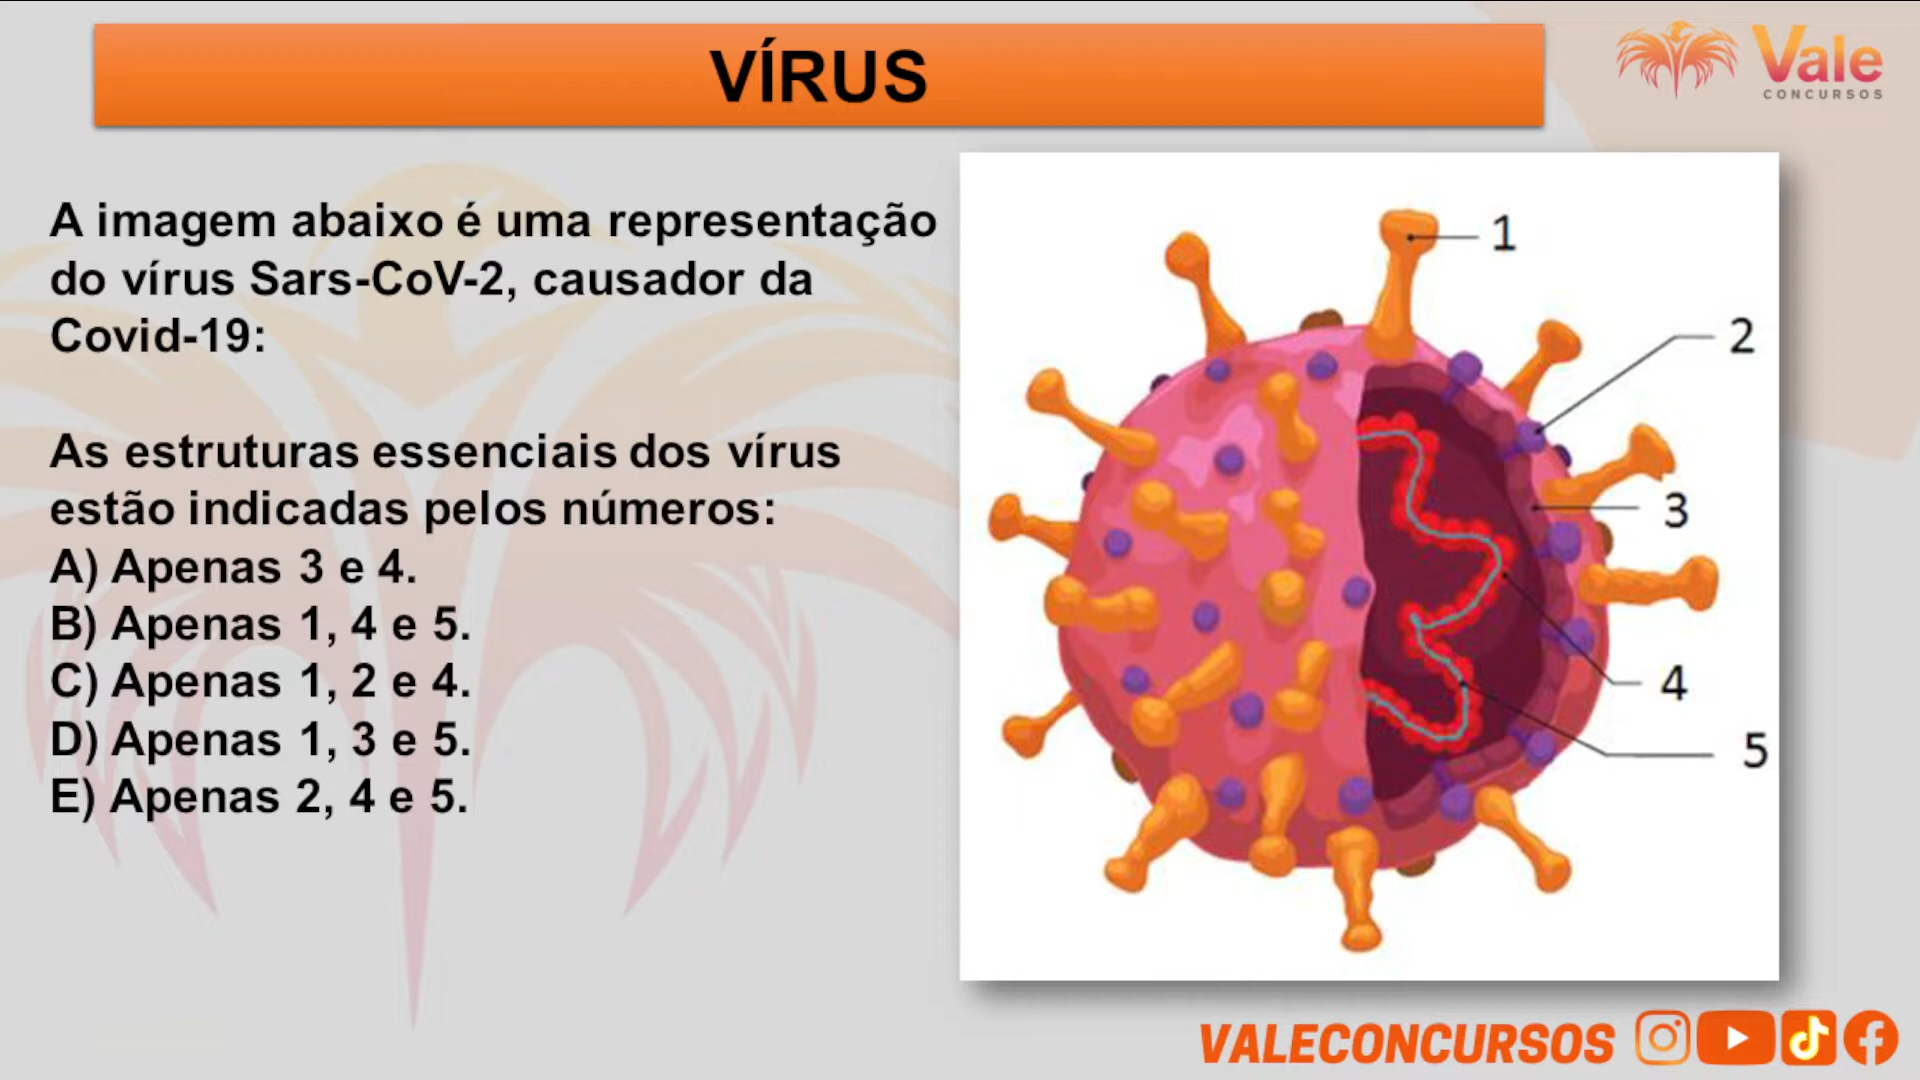 VÍRUS
Vale
CONCURSOS
A imagem abaixo é uma representação
do vírus Sars-CoV-2, causador da
Covid-19:
As estruturas essenciais dos vírus
estão indicadas pelos números:
A) Apenas 3 e 4.
B) Apenas 1, 4 e 5.
C) Apenas 1, 2 e 4.
D) Apenas 1, 3 e 5.
E) Apenas 2, 4 e 5.
1
2
3
4
5
VALECONCURSOS